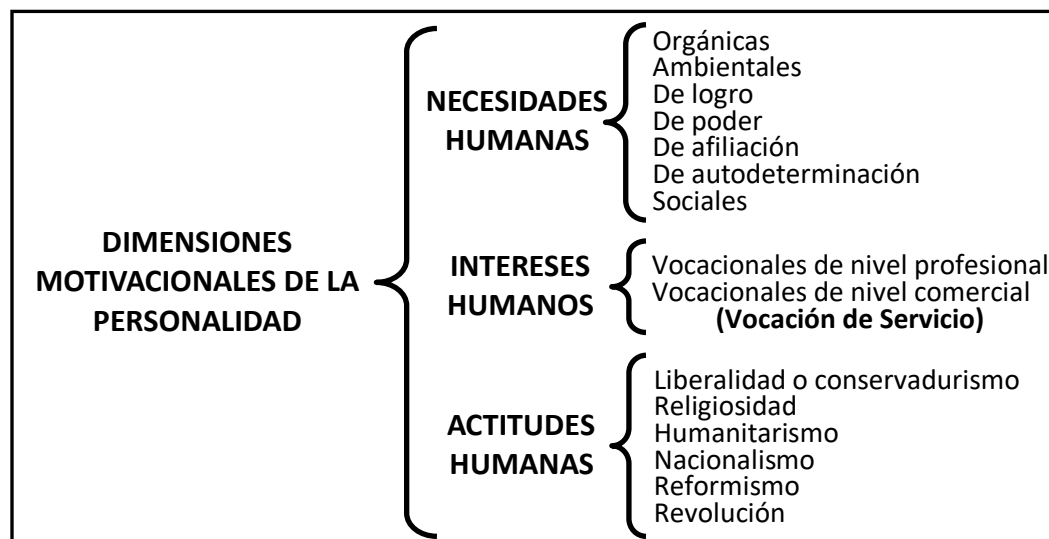 DIMENSIONES
MOTIVACIONALES DE LA
PERSONALIDAD
NECESIDADES
HUMANAS
Orgánicas
Ambientales
De logro
De poder
De afiliación
De autodeterminación
Sociales
INTERESES
HUMANOS
Vocacionales de nivel profesional
Vocacionales de nivel comercial
(Vocación de Servicio)
ACTITUDES
HUMANAS
Liberalidad o conservadurismo
Religiosidad
Humanitarismo
Nacionalismo
Reformismo
Revolución